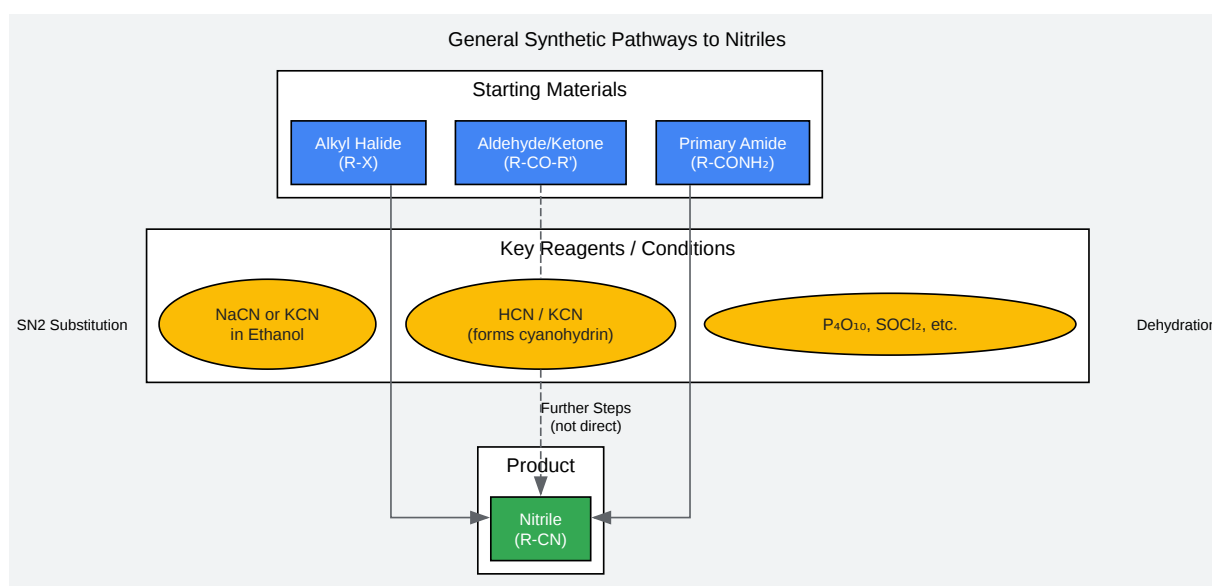 General Synthetic Pathways to Nitriles
Starting Materials
Alkyl Halide
(R-X)
Aldehyde/Ketone
(R-CO-R')
Primary Amide
(R-CONH₂)
Key Reagents / Conditions
SN2 Substitution
NaCN or KCN
in Ethanol
HCN / KCN
(forms cyanohydrin)
P₄O₁₀, SOCl₂, etc.
Dehydration
Further Steps
(not direct)
Product
Nitrile
(R-CN)